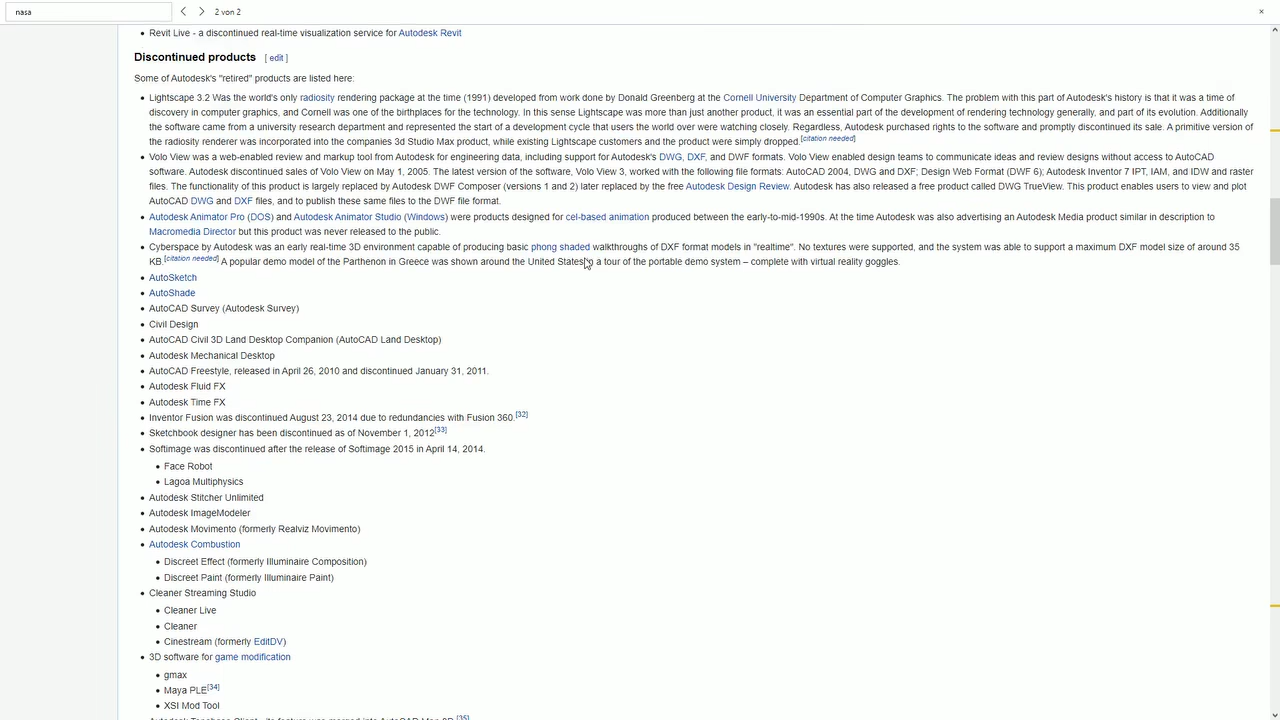 nasa
2 von 2
×
• Revit Live - a discontinued real-time visualization service for Autodesk Revit
Discontinued products [ edit ]
Some of Autodesk's "retired" products are listed here:
• Lightscape 3.2 Was the world's only radiosity rendering package at the time (1991) developed from work done by Donald Greenberg at the Cornell University Department of Computer Graphics. The problem with this part of Autodesk's history is that it was a time of
discovery in computer graphics, and Cornell was one of the birthplaces for the technology. In this sense Lightscape was more than just another product, it was an essential part of the development of rendering technology generally, and part of its evolution. Additionally
the software came from a university research department and represented the start of a development cycle that users the world over were watching closely. Regardless, Autodesk purchased rights to the software and promptly discontinued its sale. A primitive version of
the radiosity renderer was incorporated into the companies 3d Studio Max product, while existing Lightscape customers and the product were simply dropped.[citation needed]
• Volo View was a web-enabled review and markup tool from Autodesk for engineering data, including support for Autodesk's DWG, DXF, and DWF formats. Volo View enabled design teams to communicate ideas and review designs without access to AutoCAD
software. Autodesk discontinued sales of Volo View on May 1, 2005. The latest version of the software, Volo View 3, worked with the following file formats: AutoCAD 2004, DWG and DXF; Design Web Format (DWF 6); Autodesk Inventor 7 IPT, IAM, and IDW and raster
files. The functionality of this product is largely replaced by Autodesk DWF Composer (versions 1 and 2) later replaced by the free Autodesk Design Review. Autodesk has also released a free product called DWG TrueView. This product enables users to view and plot
AutoCAD DWG and DXF files, and to publish these same files to the DWF file format.
• Autodesk Animator Pro (DOS) and Autodesk Animator Studio (Windows) were products designed for cel-based animation produced between the early-to-mid-1990s. At the time Autodesk was also advertising an Autodesk Media product similar in description to
Macromedia Director but this product was never released to the public.
• Cyberspace by Autodesk was an early real-time 3D environment capable of producing basic phong shaded walkthroughs of DXF format models in "realtime". No textures were supported, and the system was able to support a maximum DXF model size of around 35
KB.[citation needed] A popular demo model of the Parthenon in Greece was shown around the United States a tour of the portable demo system – complete with virtual reality goggles.
• AutoSketch
• AutoShade
• AutoCAD Survey (Autodesk Survey)
• Civil Design
• AutoCAD Civil 3D Land Desktop Companion (AutoCAD Land Desktop)
• Autodesk Mechanical Desktop
• AutoCAD Freestyle, released in April 26, 2010 and discontinued January 31, 2011.
• Autodesk Fluid FX
• Autodesk Time FX
• Inventor Fusion was discontinued August 23, 2014 due to redundancies with Fusion 360.[32]
• Sketchbook designer has been discontinued as of November 1, 2012[33]
• Softimage was discontinued after the release of Softimage 2015 in April 14, 2014.
• Face Robot
• Lagoa Multiphysics
• Autodesk Stitcher Unlimited
• Autodesk ImageModeler
• Autodesk Movimento (formerly Realviz Movimento)
• Autodesk Combustion
• Discreet Effect (formerly Illuminaire Composition)
• Discreet Paint (formerly Illuminaire Paint)
• Cleaner Streaming Studio
• Cleaner Live
• Cleaner
• Cinestream (formerly EditDV)
• 3D software for game modification
• gmax
• Maya PLE[34]
• XSI Mod Tool